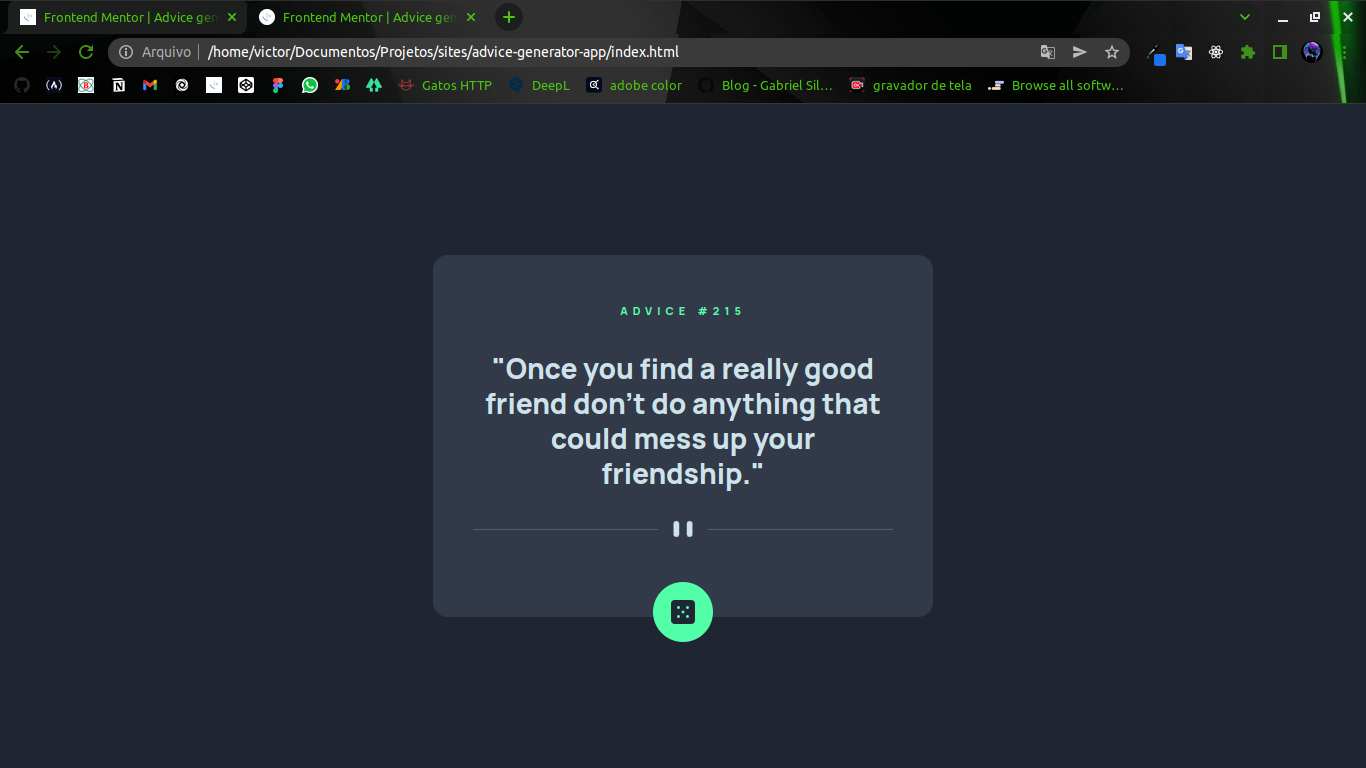 Frontend Mentor | Advice gen
Frontend Mentor | Advice gen
Arquivo | /home/victor/Documentos/Projetos/sites/advice-generator-app/index.html
Gatos HTTP DeepL adobe color Blog - Gabriel Sil… gravador de tela Browse all softw…
ADVICE #215
"Once you find a really good
friend don't do anything that
could mess up your
friendship."